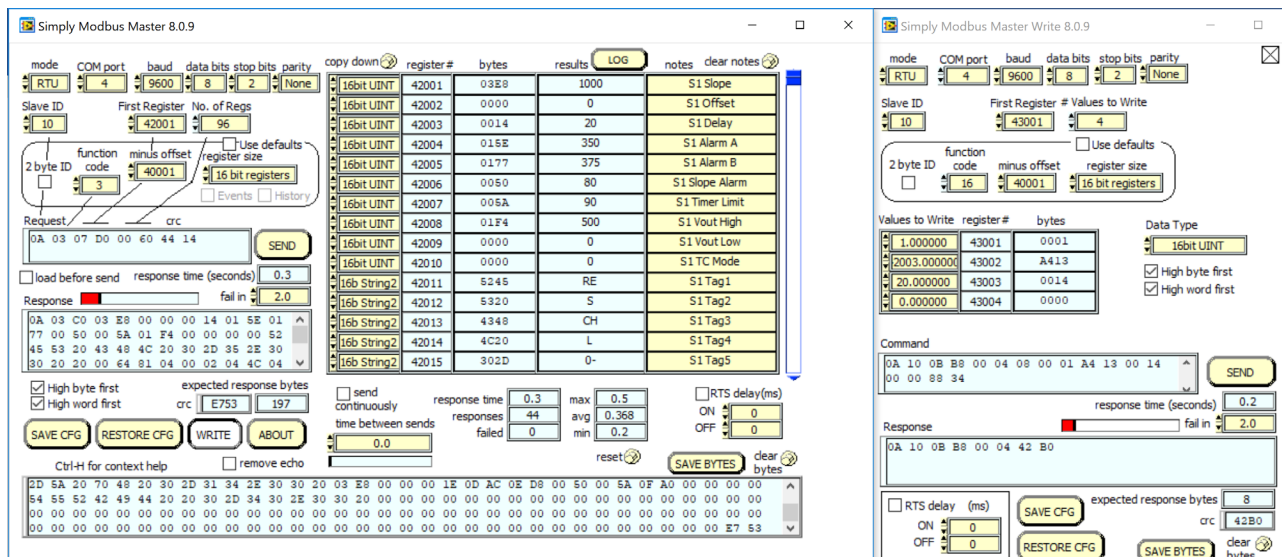 Simply Modbus Master 8.0.9
mode COM port baud data bits stop bits parity
RTU 4 9600 8 2 None
Slave ID First Register No. of Regs
10 42001 96
Use defaults
2 byte ID function code minus offset register size
3 40001 16 bit registers
Events History
Request crc
0A 03 07 D0 00 60 44 14
SEND
load before send response time (seconds) 0.3
Response fail in 2.0
0A 03 C0 03 E8 00 00 00 14 01 5E 01
77 00 50 00 5A 01 F4 00 00 00 00 52
45 53 20 43 48 4C 20 30 2D 35 2E 30
30 20 20 00 64 81 04 00 02 04 4C 04
High byte first
High word first
expected response bytes
crc E753 197
SAVE CFG RESTORE CFG WRITE ABOUT
Ctrl-H for context help remove echo
copy down register# bytes results LOG notes clear notes
16bit UINT 42001 03E8 1000 S1 Slope
16bit UINT 42002 0000 0 S1 Offset
16bit UINT 42003 0014 20 S1 Delay
16bit UINT 42004 015E 350 S1 Alarm A
16bit UINT 42005 0177 375 S1 Alarm B
16bit UINT 42006 0050 80 S1 Slope Alarm
16bit UINT 42007 005A 90 S1 Timer Limit
16bit UINT 42008 01F4 500 S1 Vout High
16bit UINT 42009 0000 0 S1 Vout Low
16bit UINT 42010 0000 0 S1 TC Mode
16b String2 42011 5245 RE S1 Tag1
16b String2 42012 5320 S S1 Tag2
16b String2 42013 4348 CH S1 Tag3
16b String2 42014 4C20 L S1 Tag4
16b String2 42015 302D 0- S1 Tag5
send continuously
time between sends
0.0
response time 0.3 max 0.5
responses 44 avg 0.368
failed 0 min 0.2
reset
RTS delay(ms)
ON 0
OFF 0
SAVE BYTES clear bytes
2D 5A 20 70 48 20 30 2D 31 34 2E 30 30 20 03 E8 00 00 00 1E 0D AC 0E D8 00 50 00 5A 0F A0 00 00 00 00
54 55 52 42 49 44 20 20 30 2D 34 30 2E 30 30 20 00 00 00 00 00 00 00 00 00 00 00 00 00 00 00 00 00 00
00 00 00 00 00 00 00 00 00 00 00 00 00 00 00 00 00 00 00 00 00 00 00 00 00 00 00 00 00 00 00 00 00 00
00 00 00 00 00 00 00 00 00 00 00 00 00 00 00 00 00 00 00 00 00 00 00 00 00 00 00 00 00 00 00 00 E7 53
Simply Modbus Master Write 8.0.9
mode COM port baud data bits stop bits parity
RTU 4 9600 8 2 None
Slave ID First Register # Values to Write
10 43001 4
Use defaults
2 byte ID function code minus offset register size
16 40001 16 bit registers
Values to Write register# bytes
1.000000 43001 0001
2003.000000 43002 A413
20.000000 43003 0014
0.000000 43004 0000
Data Type
16bit UINT
High byte first
High word first
Command
0A 10 0B B8 00 04 08 00 01 A4 13 00 14
00 00 88 34
SEND
response time (seconds) 0.2
Response fail in 2.0
0A 10 0B B8 00 04 42 B0
RTS delay (ms)
ON 0
OFF 0
SAVE CFG
RESTORE CFG
expected response bytes 8
crc 42B0
SAVE BYTES clear bytes